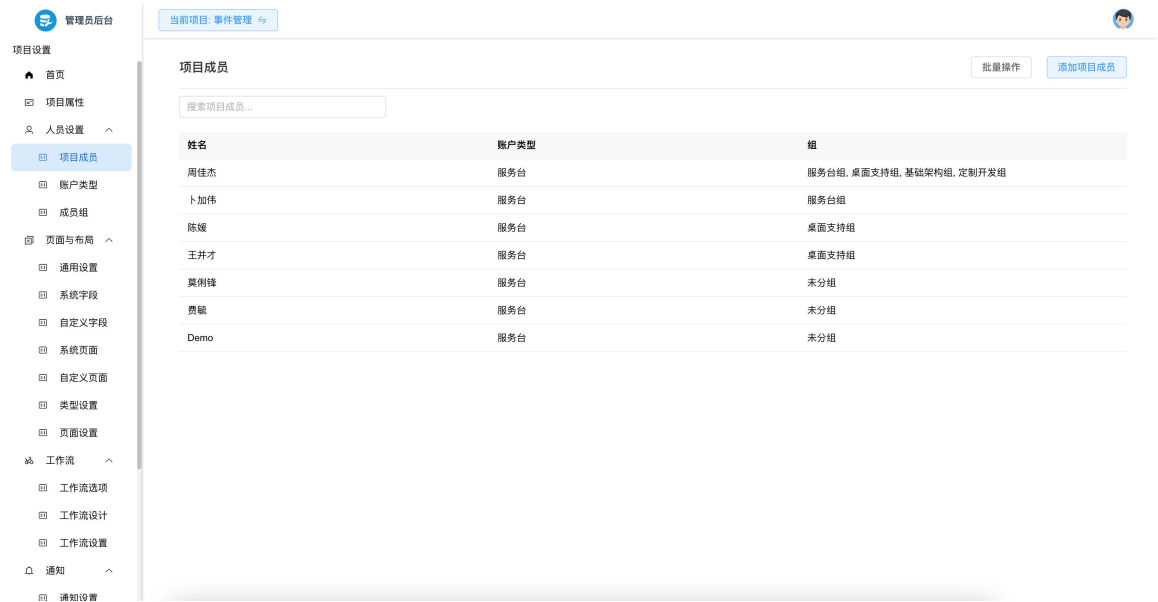 管理员后台
当前项目: 事件管理
项目设置
首页
项目属性
人员设置
项目成员
账户类型
成员组
页面与布局
通用设置
系统字段
自定义字段
系统页面
自定义页面
类型设置
页面设置
工作流
工作流选项
工作流设计
工作流设置
通知
通知设置
项目成员
批量操作
添加项目成员
搜索项目成员...
姓名 账户类型 组
周佳杰 服务台 服务台组, 桌面支持组, 基础架构组, 定制开发组
卜加伟 服务台 服务台组
陈媛 服务台 桌面支持组
王并才 服务台 桌面支持组
莫俐锋 服务台 未分组
费毓 服务台 未分组
Demo 服务台 未分组